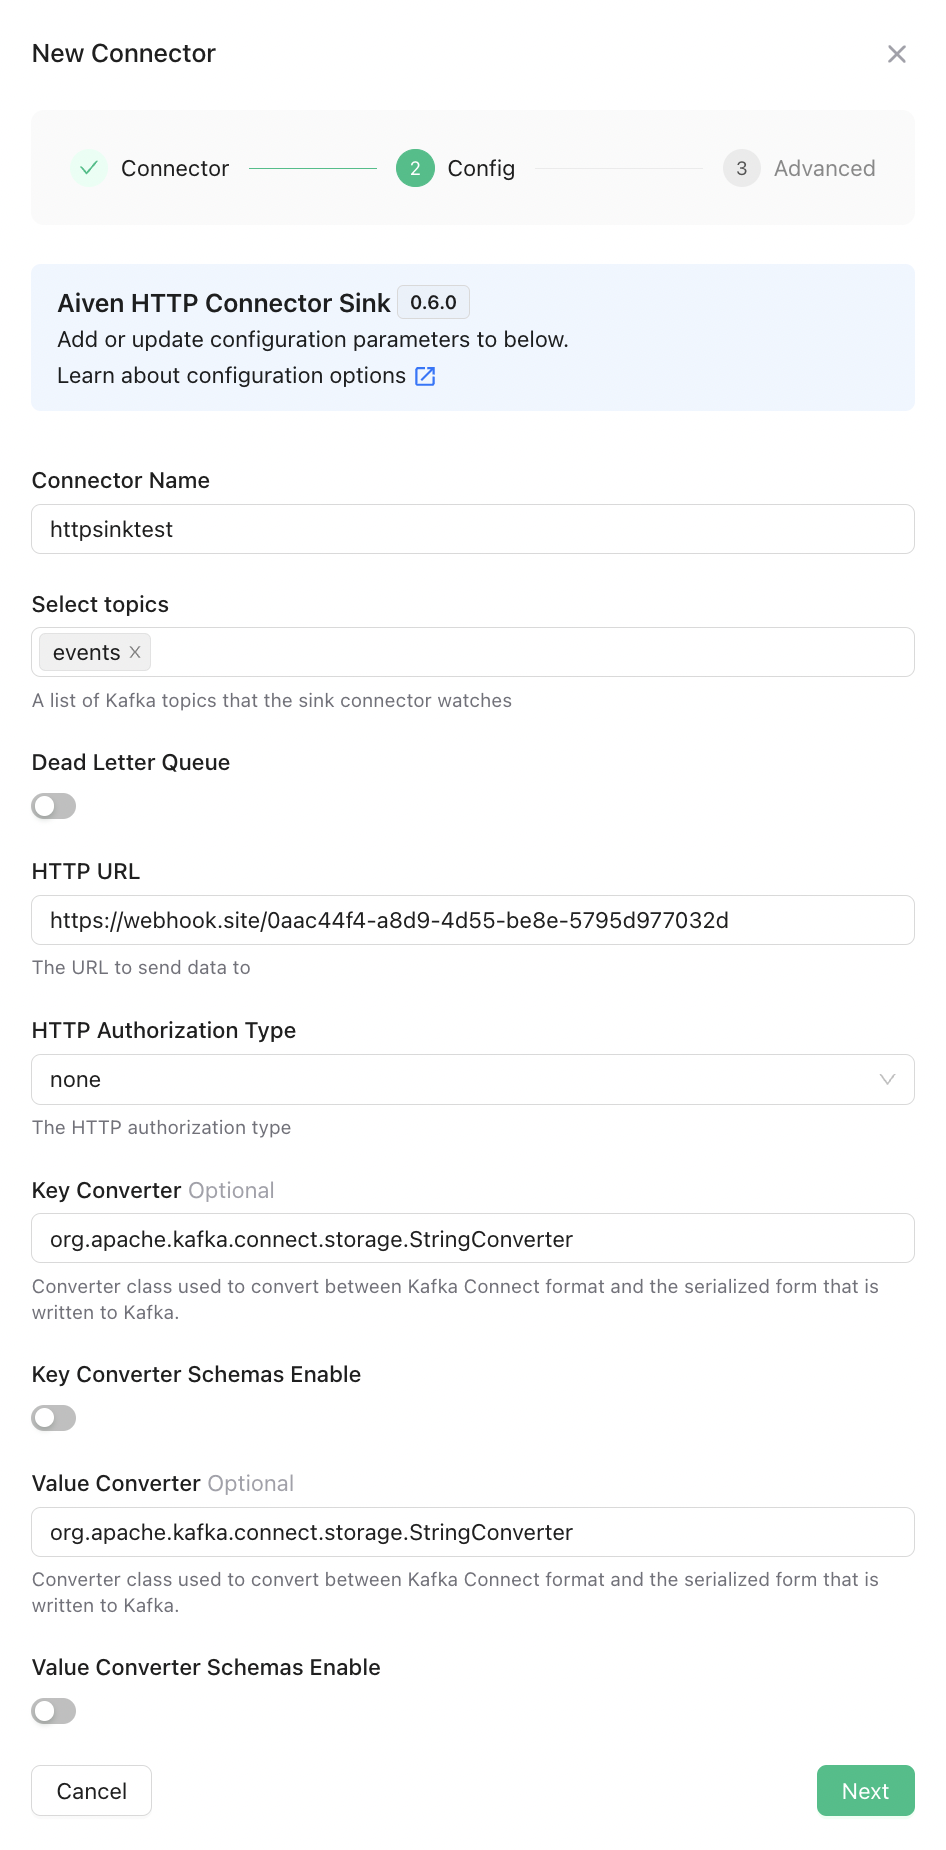 New Connector
Connector
2 Config
3 Advanced
Aiven HTTP Connector Sink 0.6.0
Add or update configuration parameters to below.
Learn about configuration options
Connector Name
httpsinktest
Select topics
events
A list of Kafka topics that the sink connector watches
Dead Letter Queue
HTTP URL
https://webhook.site/0aac44f4-a8d9-4d55-be8e-5795d977032d
The URL to send data to
HTTP Authorization Type
none
The HTTP authorization type
Key Converter Optional
org.apache.kafka.connect.storage.StringConverter
Converter class used to convert between Kafka Connect format and the serialized form that is
written to Kafka.
Key Converter Schemas Enable
Value Converter Optional
org.apache.kafka.connect.storage.StringConverter
Converter class used to convert between Kafka Connect format and the serialized form that is
written to Kafka.
Value Converter Schemas Enable
Cancel
Next